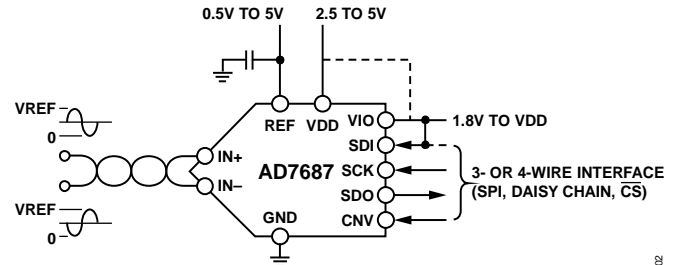 0.5V TO 5V 2.5 TO 5V
REF VDD VIO 1.8V TO VDD
VREF
0
SDI
IN+
AD7687
SCK 3- OR 4-WIRE INTERFACE
IN– SDO (SPI, DAISY CHAIN, CS)
VREF
0
GND CNV
02